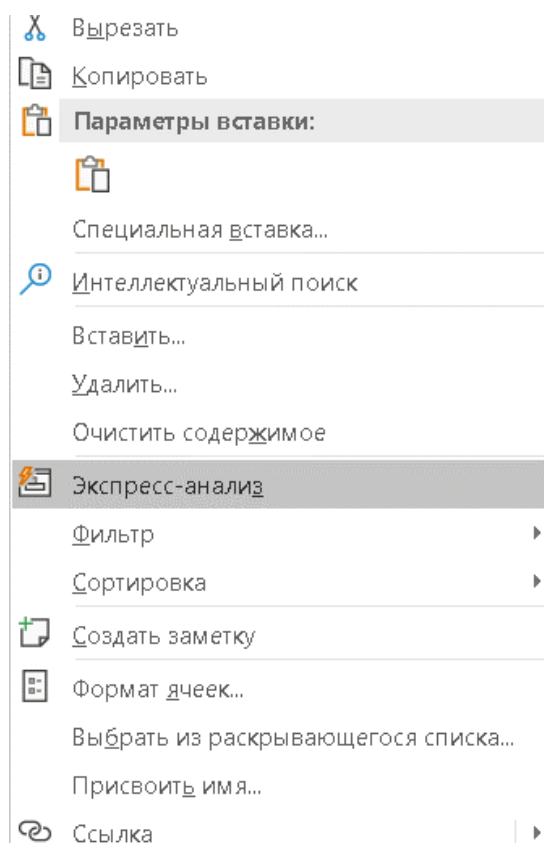 Вырезать
Копировать
Параметры вставки:
Специальная вставка...
Интеллектуальный поиск
Вставить...
Удалить...
Очистить содержимое
Экспресс-анализ
Фильтр
Сортировка
Создать заметку
Формат ячеек...
Выбрать из раскрывающегося списка...
Присвоить имя...
Ссылка